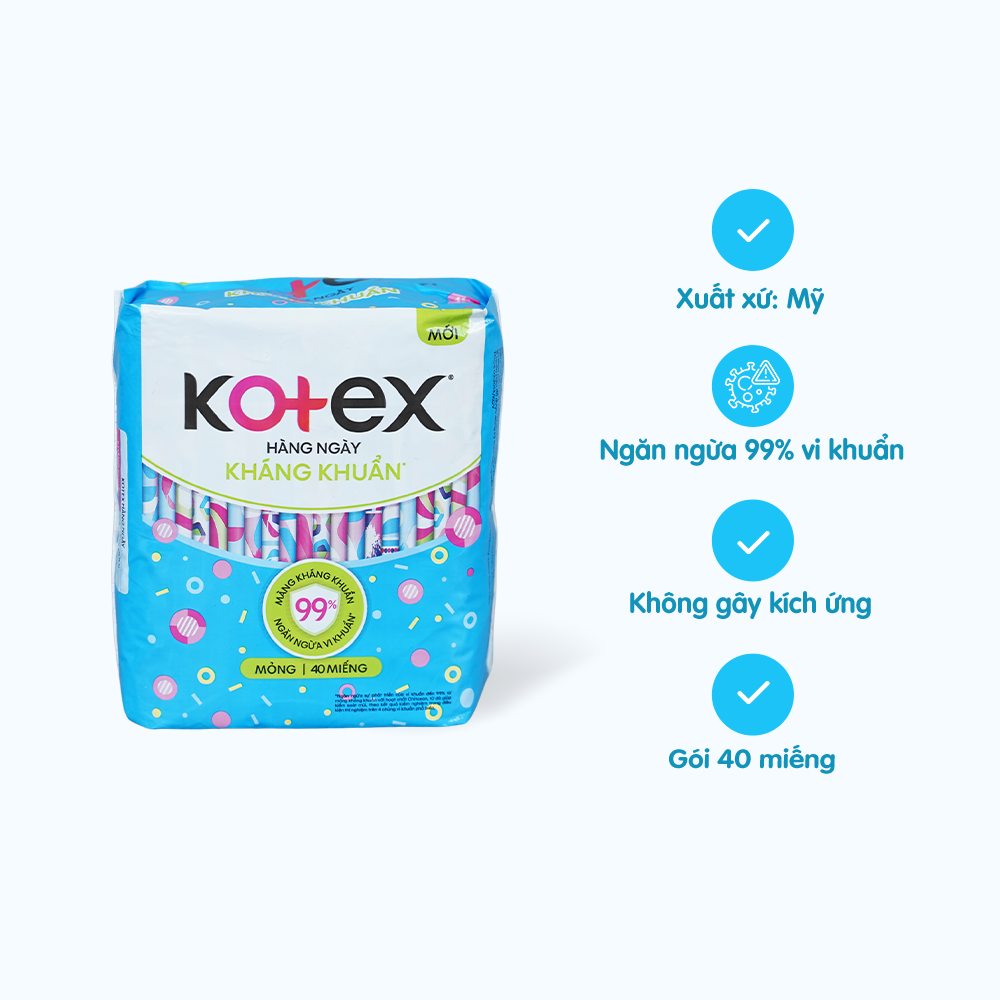 MỚI
Kotex
HÀNG NGÀY
KHÁNG KHUẨN*
MÀNG KHÁNG KHUẨN
99%
NGĂN NGỪA VI KHUẨN*
MỎNG | 40 MIẾNG
Xuất xứ: Mỹ
Ngăn ngừa 99% vi khuẩn
Không gây kích ứng
Gói 40 miếng